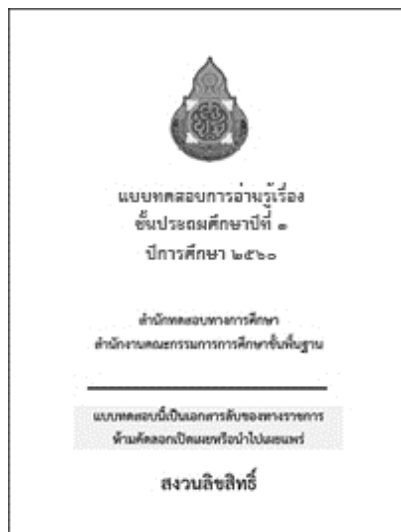 แบบทดสอบการอ่านรู้เรื่อง
ชั้นประถมศึกษาปีที่ ๑
ปีการศึกษา ๒๕๖๐
สำนักทดสอบทางการศึกษา
สำนักงานคณะกรรมการการศึกษาขั้นพื้นฐาน
แบบทดสอบนี้เป็นเอกสารลับของทางราชการ
ห้ามคัดลอกเปิดเผยหรือนำไปเผยแพร่
สงวนลิขสิทธิ์